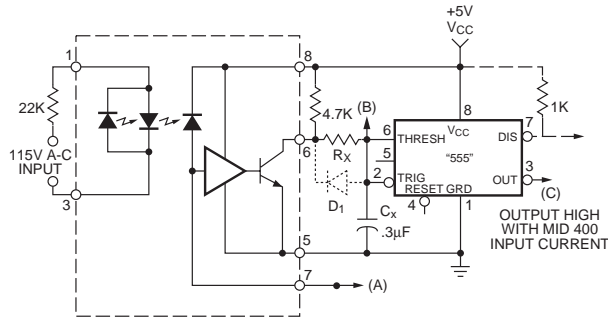 +5V
VCC
1
8
22K
4.7K
(B)
1K
8
VCC
7
6
THRESH
DIS
6
RX
5
"555"
115V A-C
INPUT
2
TRIG
3
OUT
(C)
D1
RESET
GRD
3
4
1
CX
.3µF
OUTPUT HIGH
WITH MID 400
INPUT CURRENT
5
7
(A)